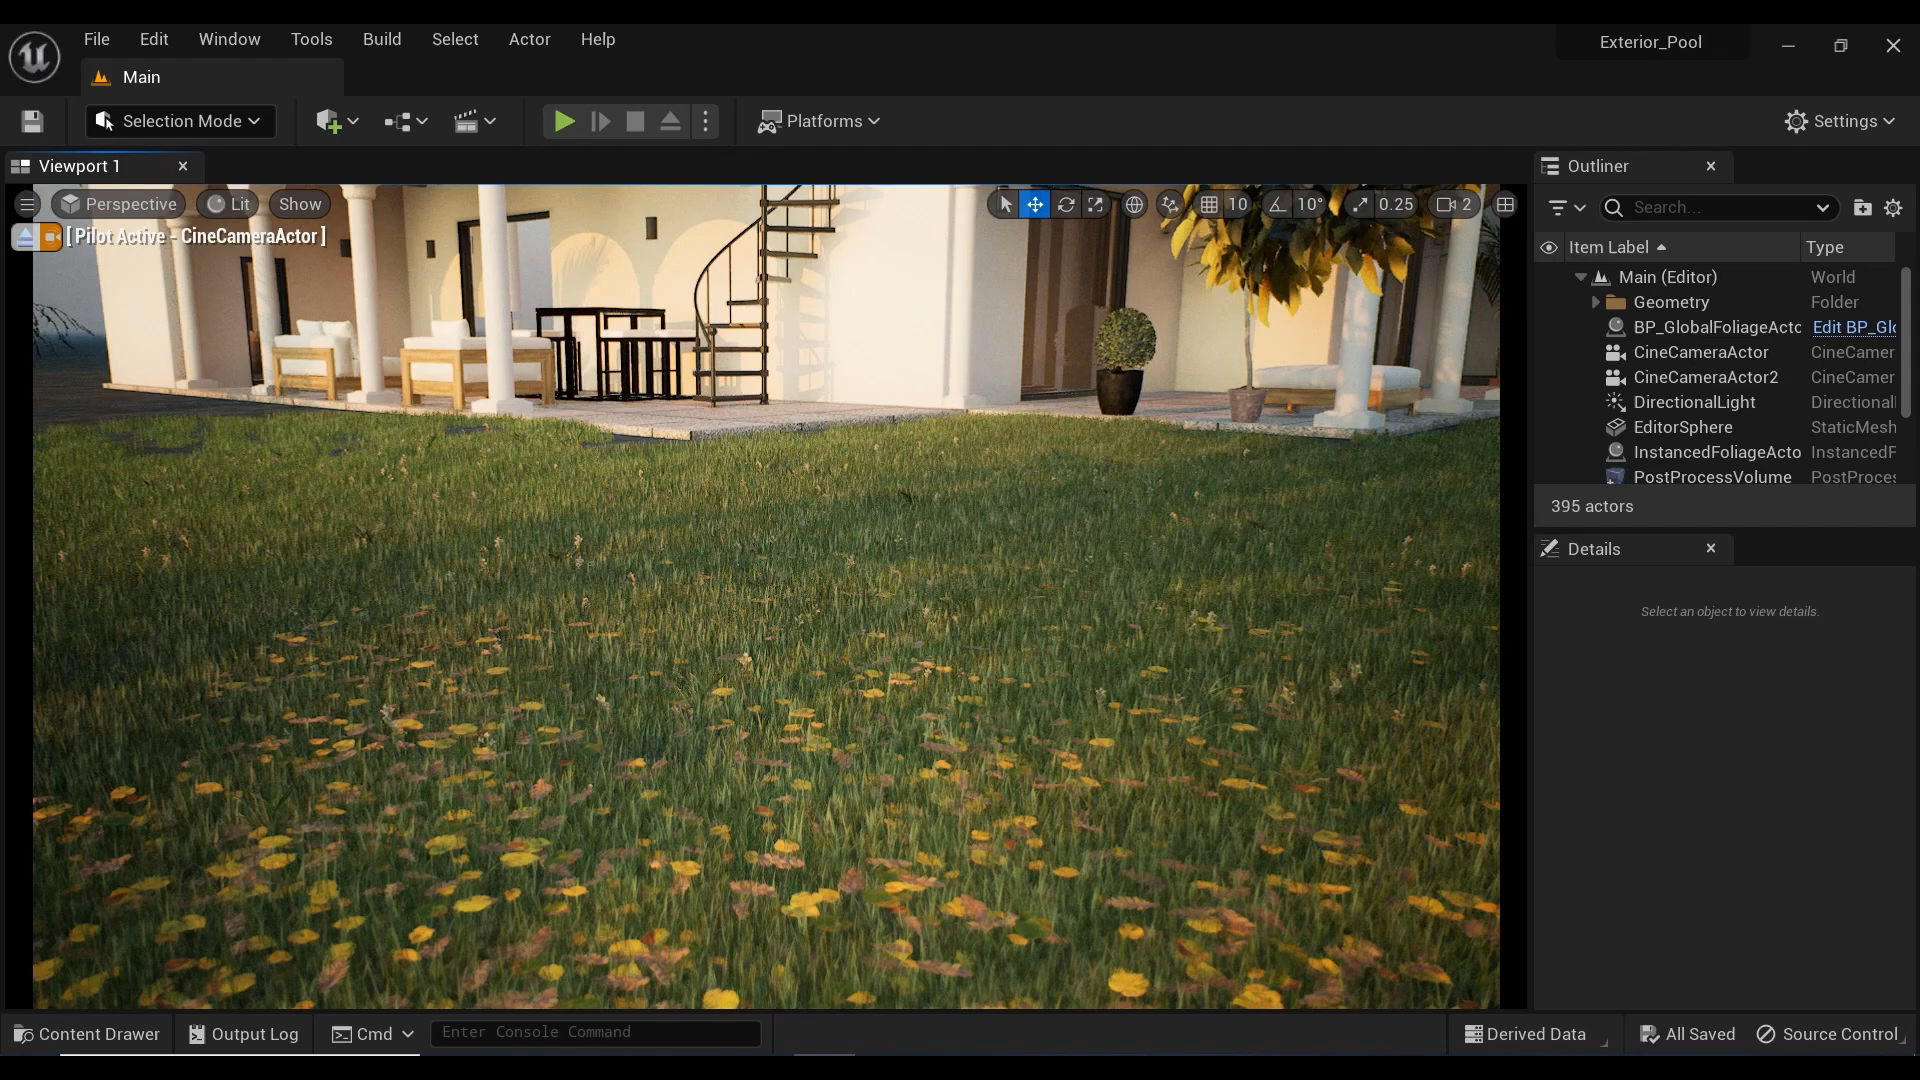 File Edit Window Tools Build Select Actor Help
Exterior_Pool
Main
Selection Mode
Platforms
Settings
Viewport 1
Outliner
Perspective Lit Show
10 10° 0.25 2
[ Pilot Active - CineCameraActor ]
Search...
Item Label Type
Main (Editor) World
Geometry Folder
BP_GlobalFoliageActo Edit BP_Glo
CineCameraActor CineCamer
CineCameraActor2 CineCamer
DirectionalLight Directional
EditorSphere StaticMesh
InstancedFoliageActo InstancedF
PostProcessVolume PostProces
395 actors
Details
Select an object to view details.
Content Drawer Output Log Cmd Enter Console Command
Derived Data All Saved Source Control